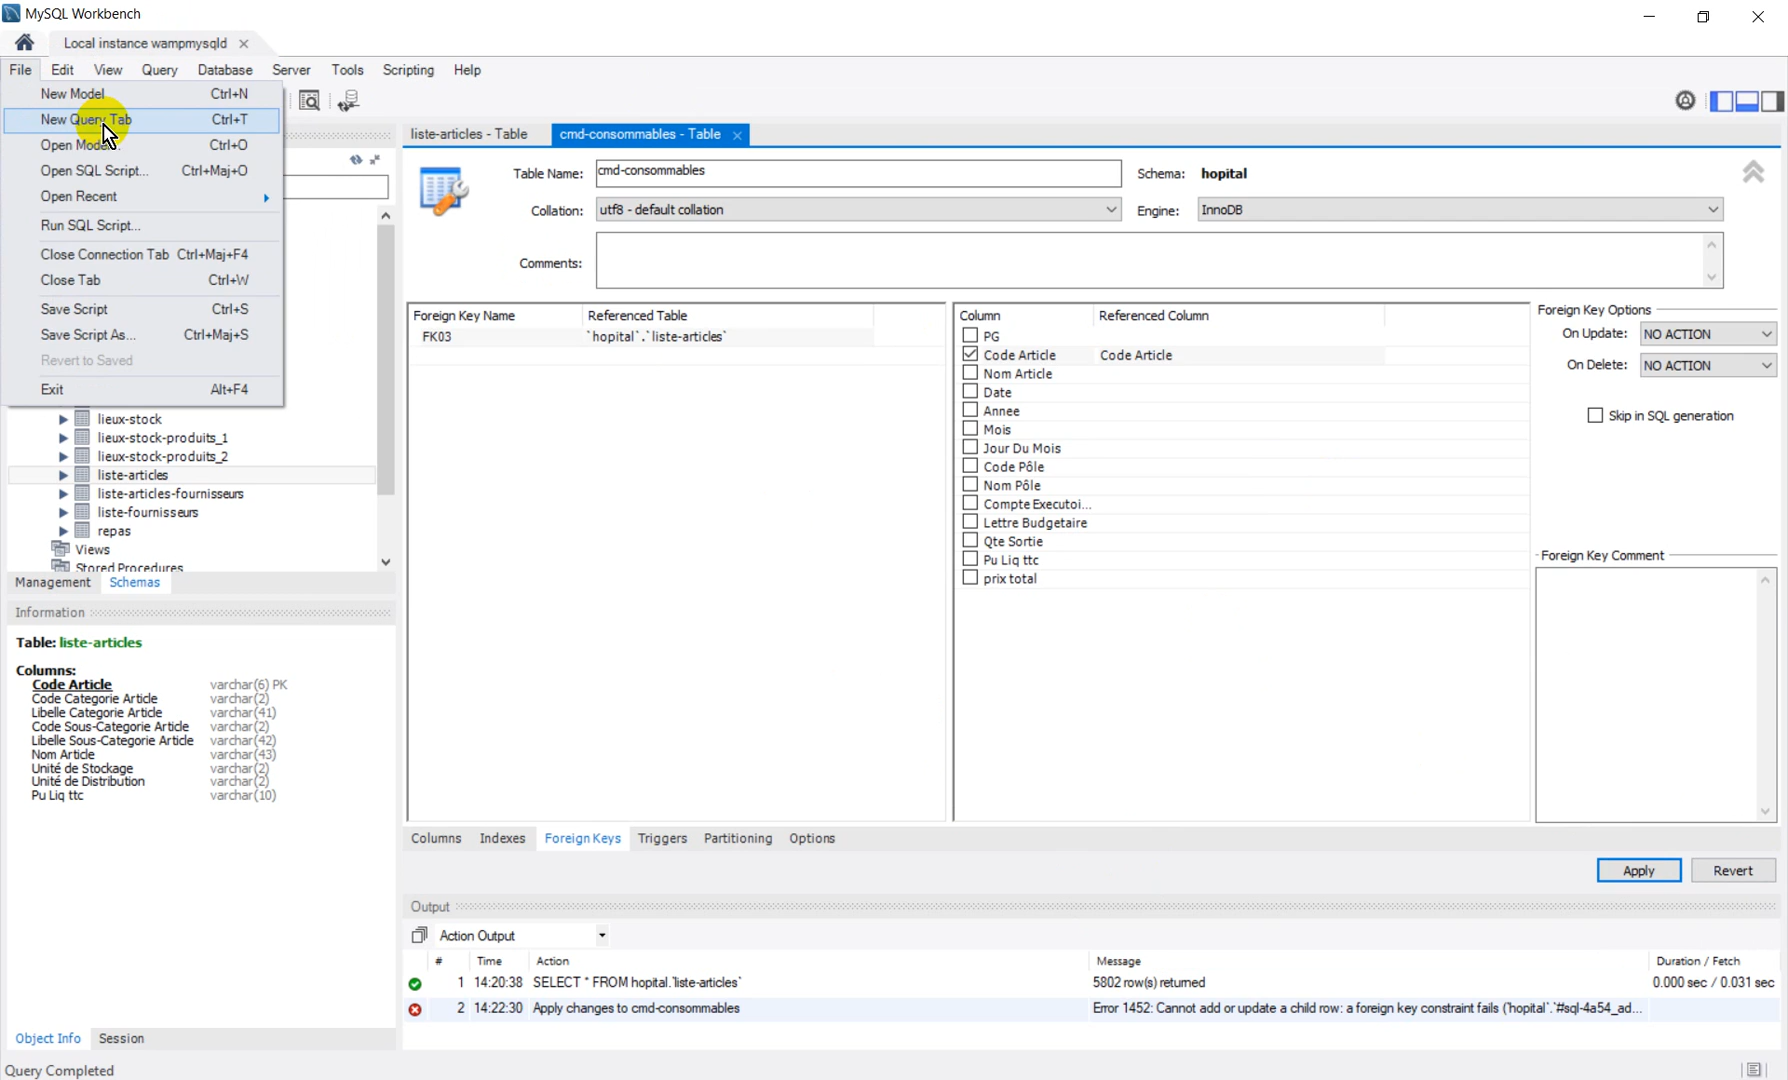 MySQL Workbench
Local instance wampmysqld
File Edit View Query Database Server Tools Scripting Help
New Model Ctrl+N
New Query Tab Ctrl+T
Open Ctrl+O
Open SQL Script... Ctrl+Maj+O
Open Recent
Run SQL Script...
Close Connection Tab Ctrl+Maj+F4
Close Tab Ctrl+W
Save Script Ctrl+S
Save Script As... Ctrl+Maj+S
Revert to Saved
Exit Alt+F4
lieux-stock
lieux-stock-produits_1
lieux-stock-produits_2
liste-articles
liste-articles-fournisseurs
liste-fournisseurs
repas
Views
Stored Procedures
Management Schemas
Information
Table: liste-articles
Columns:
Code Article varchar(6) PK
Code Categorie Article varchar(2)
Libelle Categorie Article varchar(41)
Code Sous-Categorie Article varchar(2)
Libelle Sous-Categorie Article varchar(42)
Nom Article varchar(43)
Unité de Stockage varchar(2)
Unité de Distribution varchar(2)
Pu Liq ttc varchar(10)
Object Info Session
Query Completed
liste-articles - Table cmd-consommables - Table
Table Name: cmd-consommables Schema: hopital
Collation: utf8 - default collation Engine: InnoDB
Comments:
Foreign Key Name Referenced Table
FK03 `hopital`.`liste-articles`
Column Referenced Column
PG
Code Article Code Article
Nom Article
Date
Annee
Mois
Jour Du Mois
Code Pôle
Nom Pôle
Compte Executoi...
Lettre Budgetaire
Qte Sortie
Pu Liq ttc
prix total
Foreign Key Options
On Update: NO ACTION
On Delete: NO ACTION
Skip in SQL generation
Foreign Key Comment
Columns Indexes Foreign Keys Triggers Partitioning Options
Apply Revert
Output
Action Output
# Time Action Message Duration / Fetch
1 14:20:38 SELECT * FROM hopital.`liste-articles` 5802 row(s) returned 0.000 sec / 0.031 sec
2 14:22:30 Apply changes to cmd-consommables Error 1452: Cannot add or update a child row: a foreign key constraint fails (`hopital`.`#sql-4a54_ad...